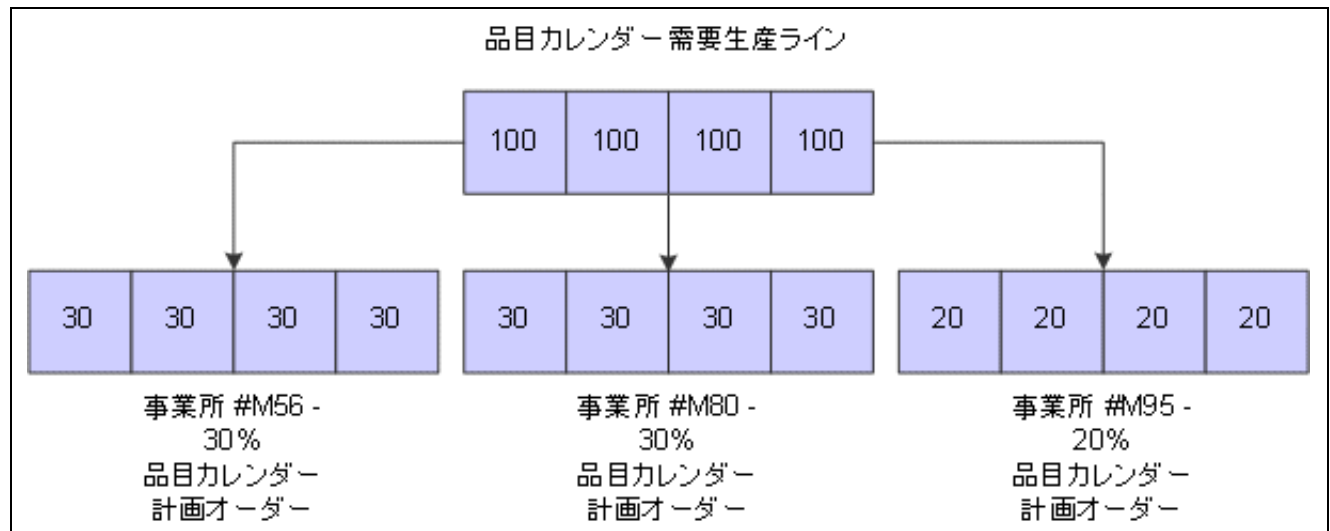 品目カレンダー需要生産ライン
100 100 100 100
30 30 30 30 30 30 30 30 20 20 20 20
事業所 #M56 -
30%
品目カレンダー
計画オーダー
事業所 #M80 -
30%
品目カレンダー
計画オーダー
事業所 #M95 -
20%
品目カレンダー
計画オーダー